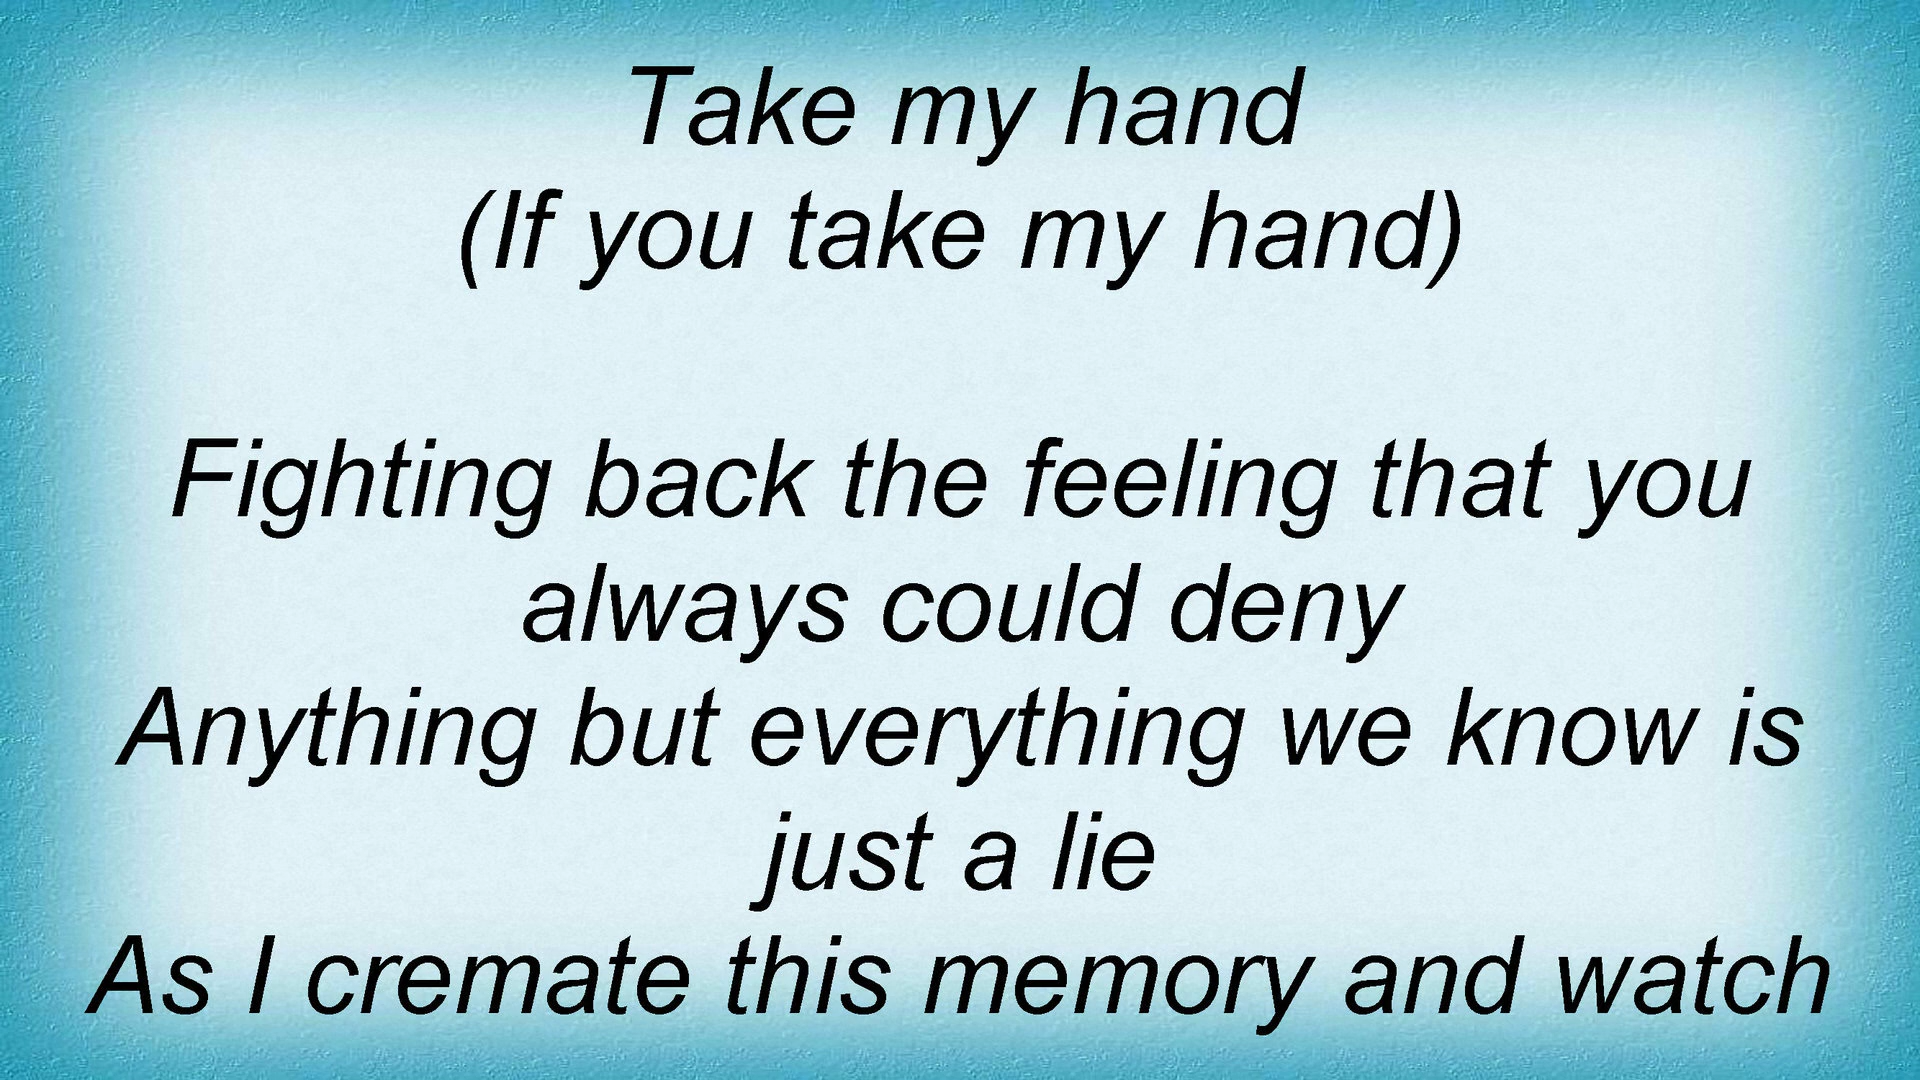 Take my hand
(If you take my hand)
Fighting back the feeling that you
always could deny
Anything but everything we know is
just a lie
As I cremate this memory and watch